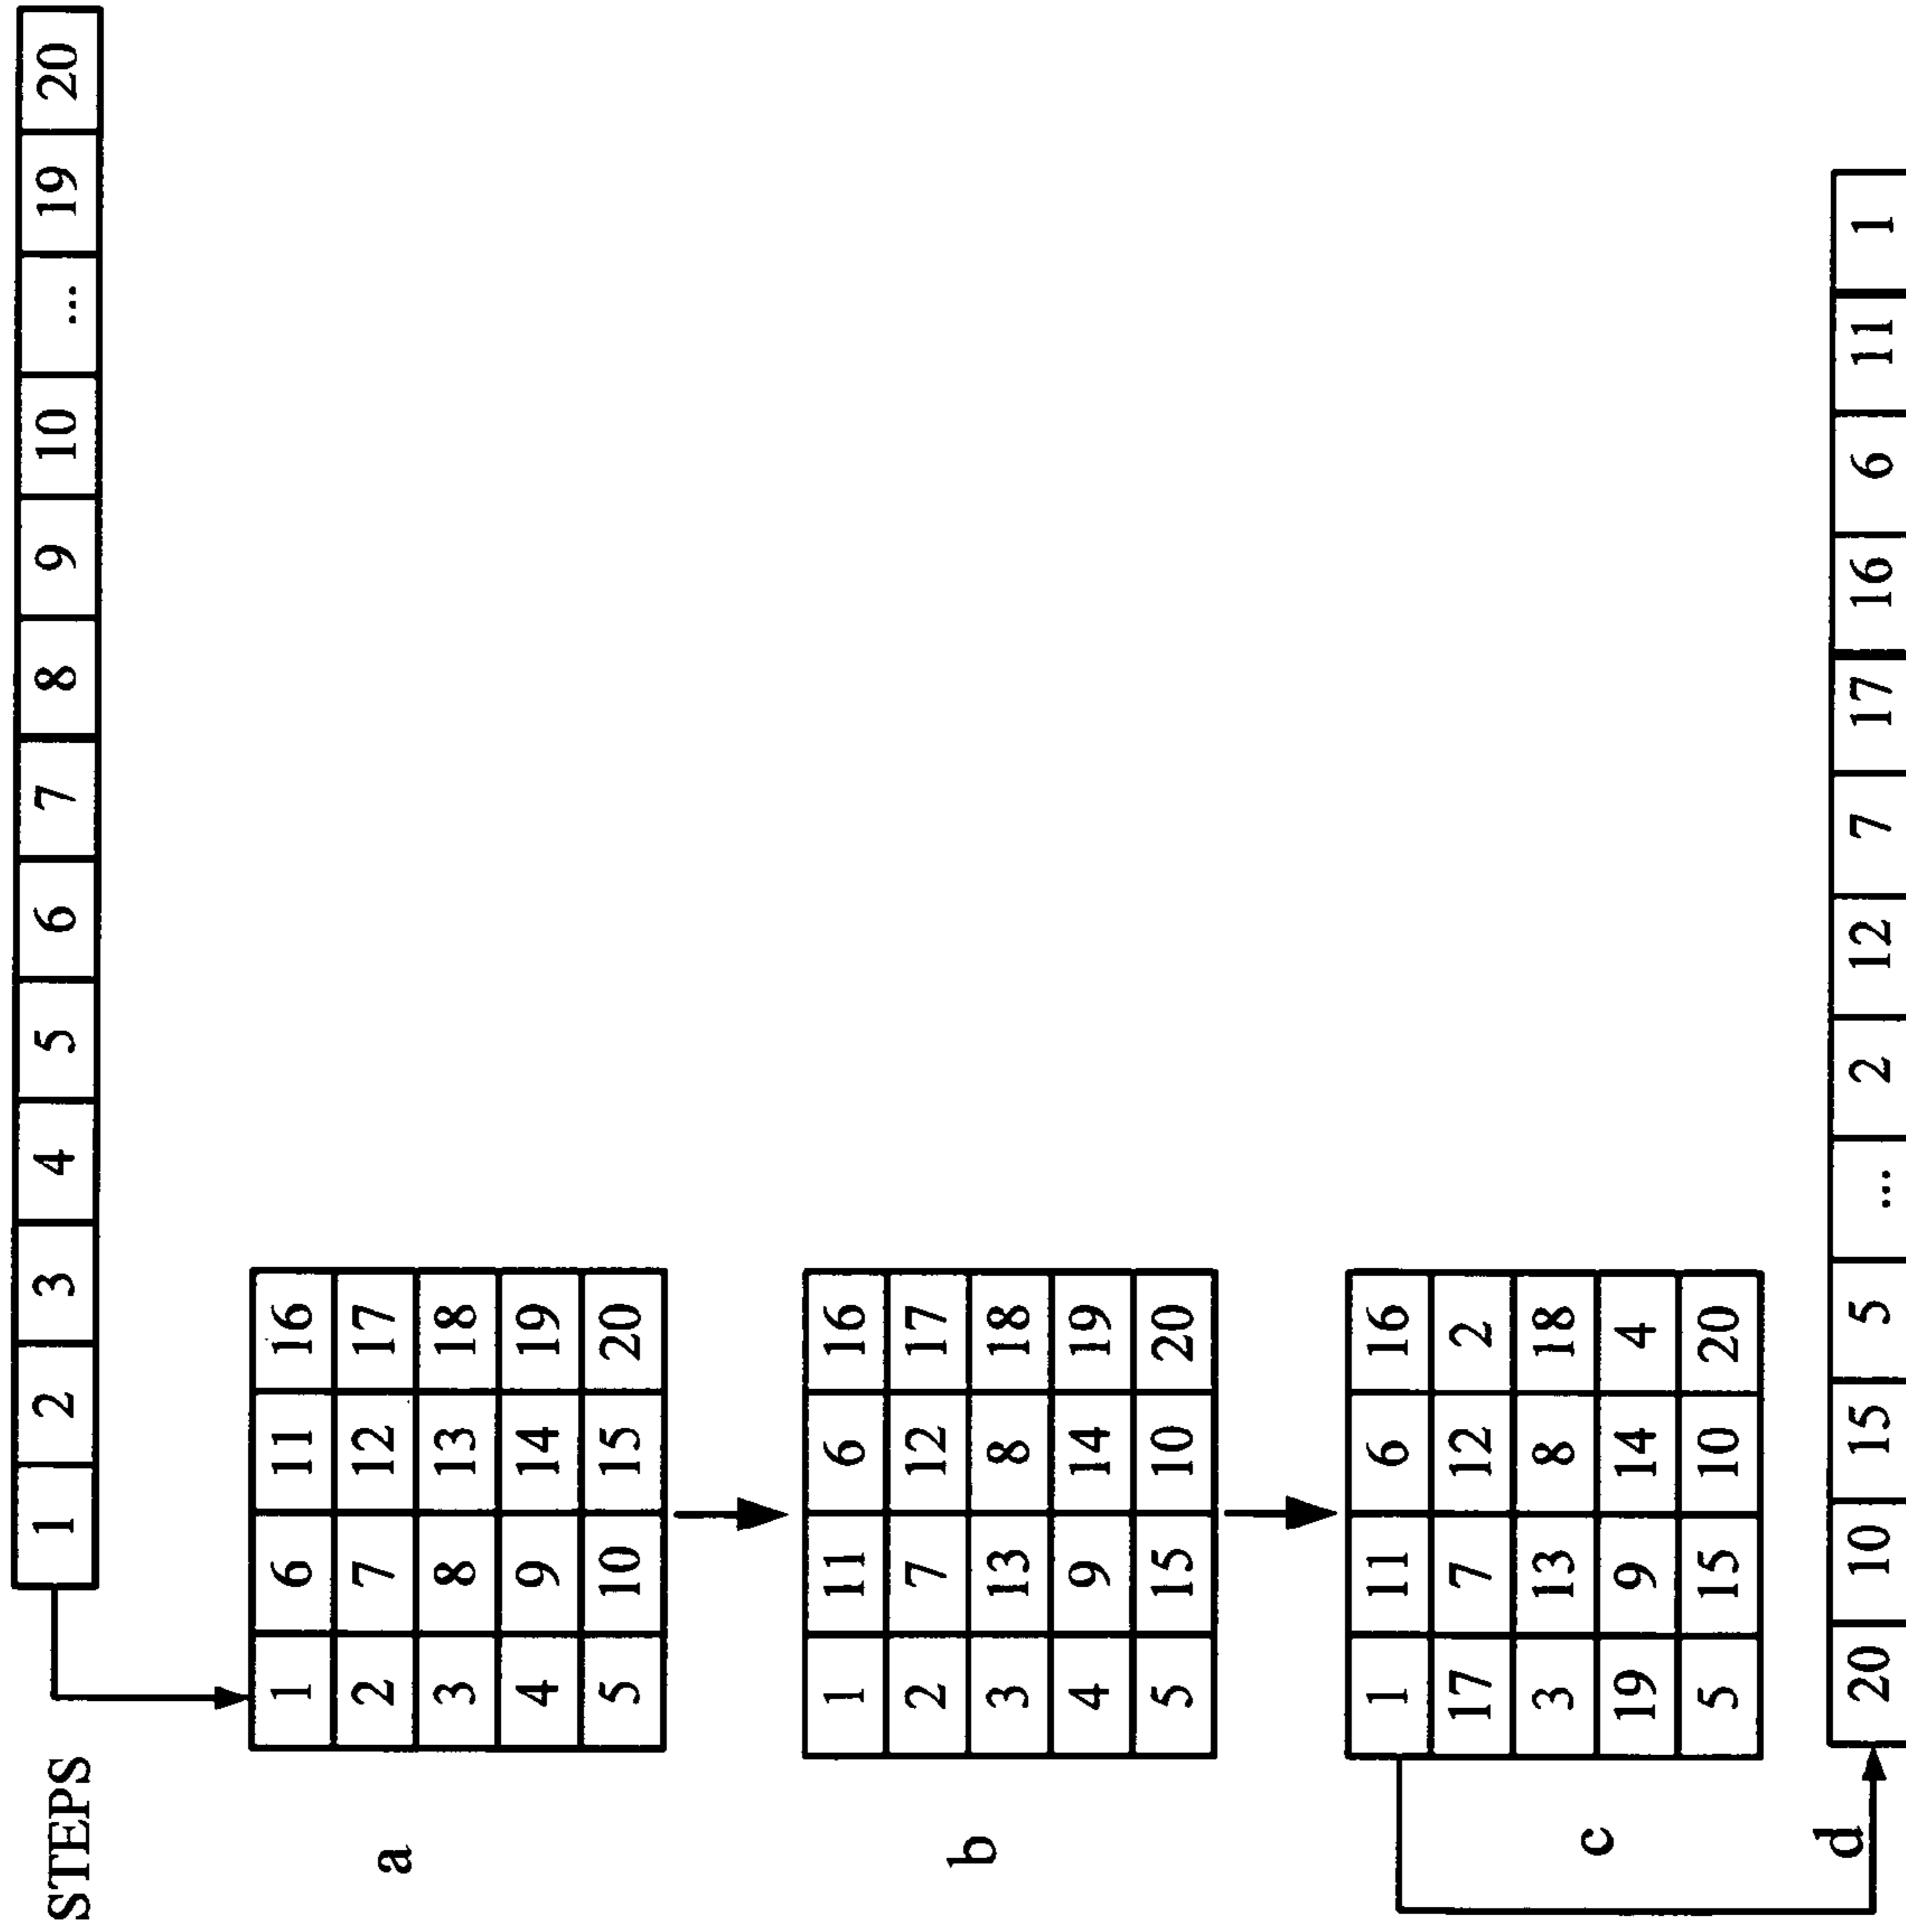 STEPS 1 2 3 4 5 6 7 8 9 10 ... 19 20
1 6 11 16
a 2 7 12 17
3 8 13 18
4 9 14 19
5 10 15 20
1 11 6 16
2 7 12 17
b 3 13 8 18
4 9 14 19
5 15 10 20
1 11 6 16
17 7 12 2
3 13 8 18
c 19 9 14 4
5 15 10 20
d 20 10 15 5 ... 2 12 7 17 16 6 11 1